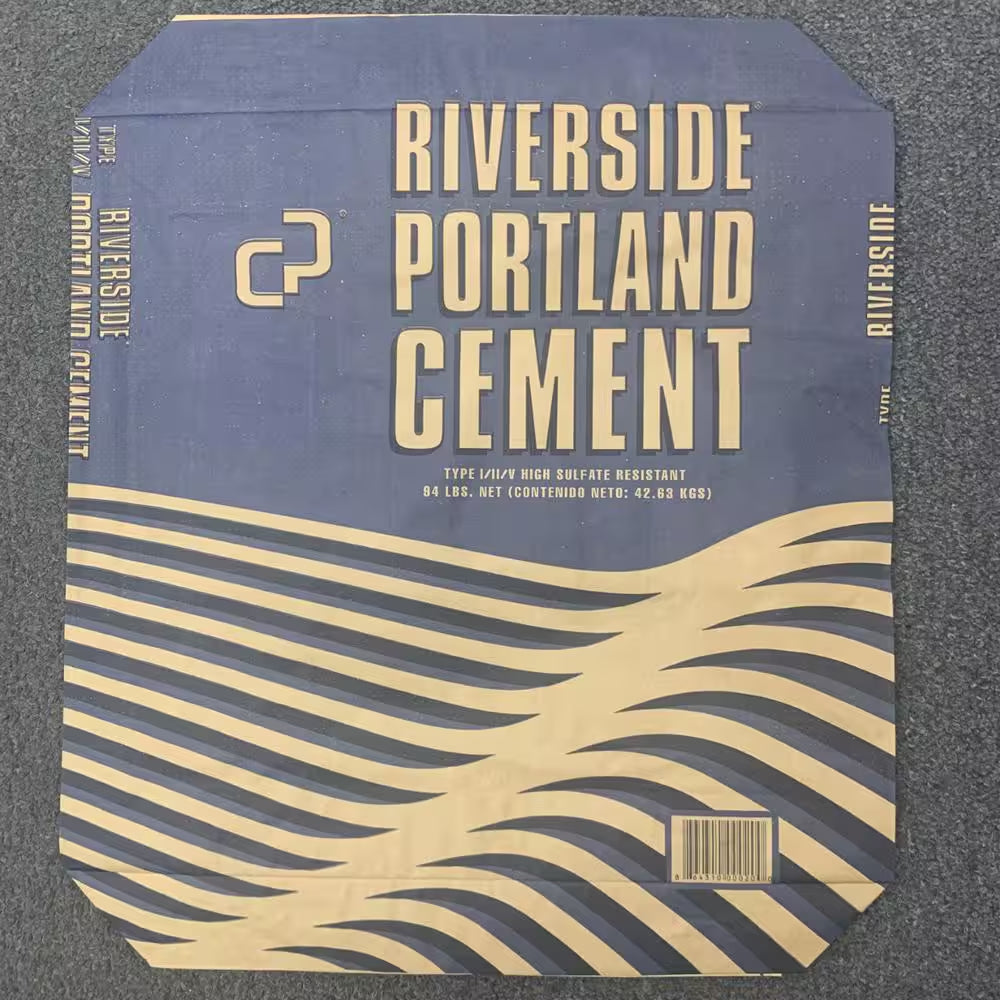 RIVERSIDE
PORTLAND
CEMENT
CP
TYPE I/II/V HIGH SULFATE RESISTANT
94 LBS. NET (CONTENIDO NETO: 42.63 KGS)
RIVERSIDE
TYPE
I/II/V PORTLAND CEMENT
RIVERSIDE
TYPE